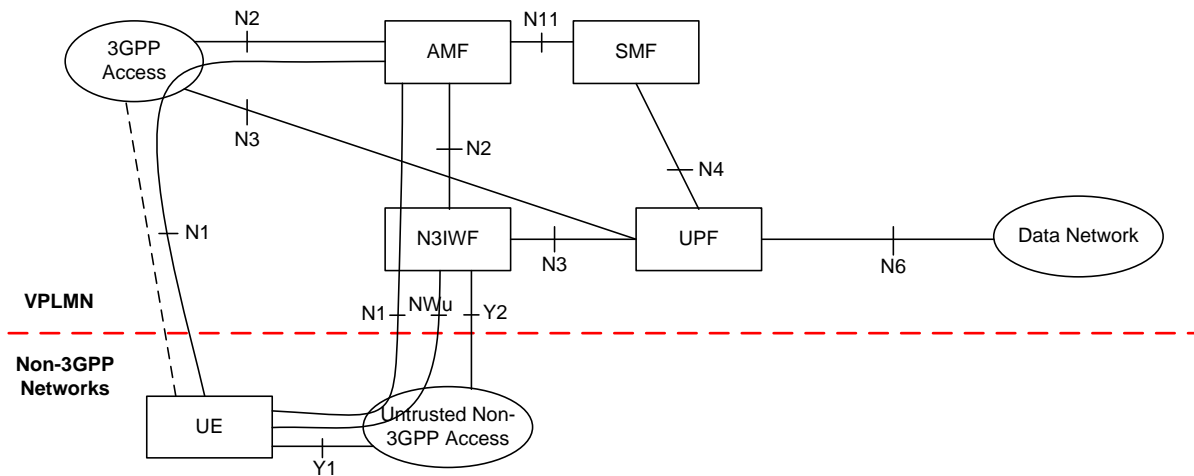 N2
3GPP
Access
AMF
N11
SMF
N3
N2
N4
N1
N3IWF
N3
UPF
N6
Data Network
VPLMN
N1
NWu
Y2
Non-3GPP
Networks
UE
Untrusted Non-
3GPP Access
Y1